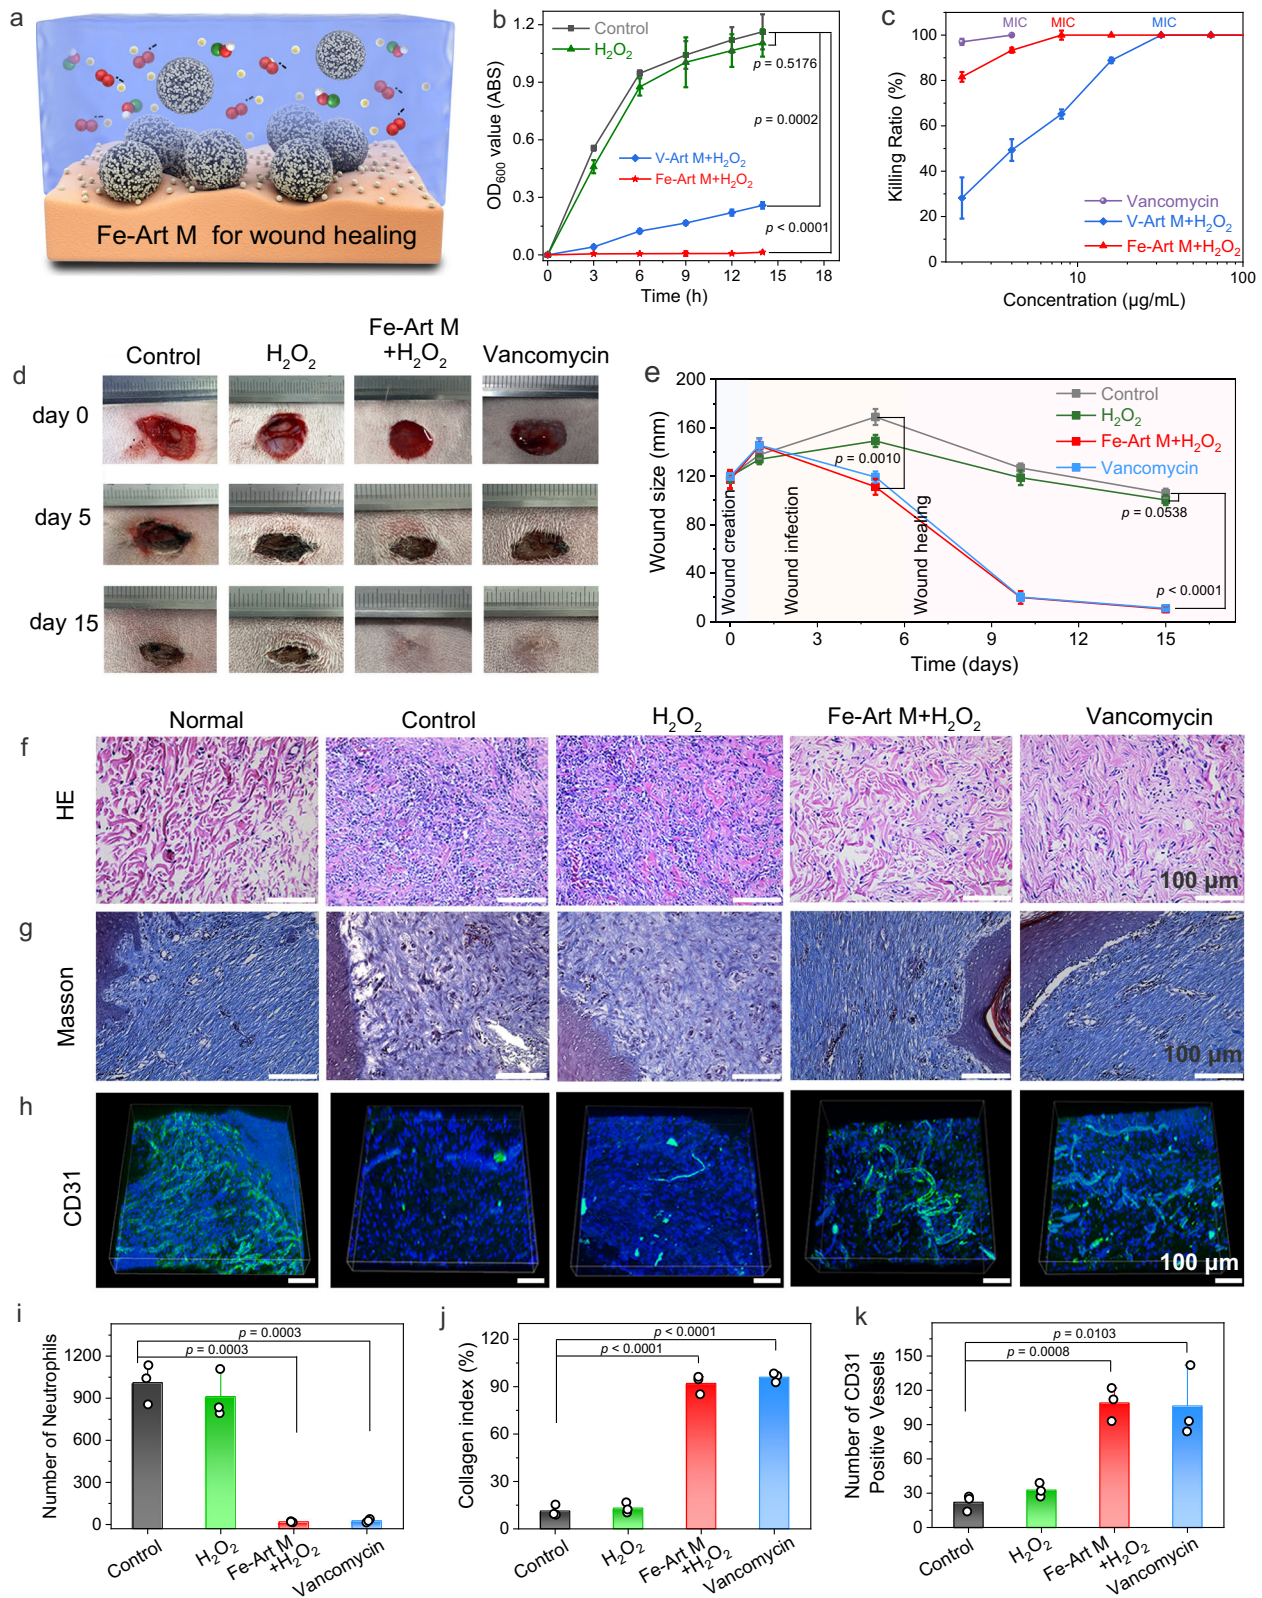 a
Fe-Art M for wound healing
b
OD600 value (ABS)
1.2
0.9
0.6
0.3
0.0
0
3
6
9
12
15
18
Time (h)
Control
H2O2
V-Art M+H2O2
Fe-Art M+H2O2
p = 0.5176
p = 0.0002
p < 0.0001
c
Killing Ratio (%)
100
80
60
40
20
0
10
100
Concentration (µg/mL)
MIC
MIC
MIC
Vancomycin
V-Art M+H2O2
Fe-Art M+H2O2
d
Control
H2O2
Fe-Art M
+H2O2
Vancomycin
day 0
day 5
day 15
e
Wound size (mm)
200
160
120
80
40
0
0
3
6
9
12
15
Time (days)
Wound creation
Wound infection
Wound healing
Control
H2O2
Fe-Art M+H2O2
Vancomycin
p = 0.0010
p = 0.0538
p < 0.0001
Normal
Control
H2O2
Fe-Art M+H2O2
Vancomycin
f
HE
100 µm
g
Masson
100 µm
h
CD31
100 µm
i
Number of Neutrophils
1200
900
600
300
0
p = 0.0003
p = 0.0003
Control
H2O2
Fe-Art M
+H2O2
Vancomycin
j
Collagen index (%)
120
90
60
30
0
p < 0.0001
p < 0.0001
Control
H2O2
Fe-Art M
+H2O2
Vancomycin
k
Number of CD31
Positive Vessels
150
120
90
60
30
0
p = 0.0103
p = 0.0008
Control
H2O2
Fe-Art M
+H2O2
Vancomycin